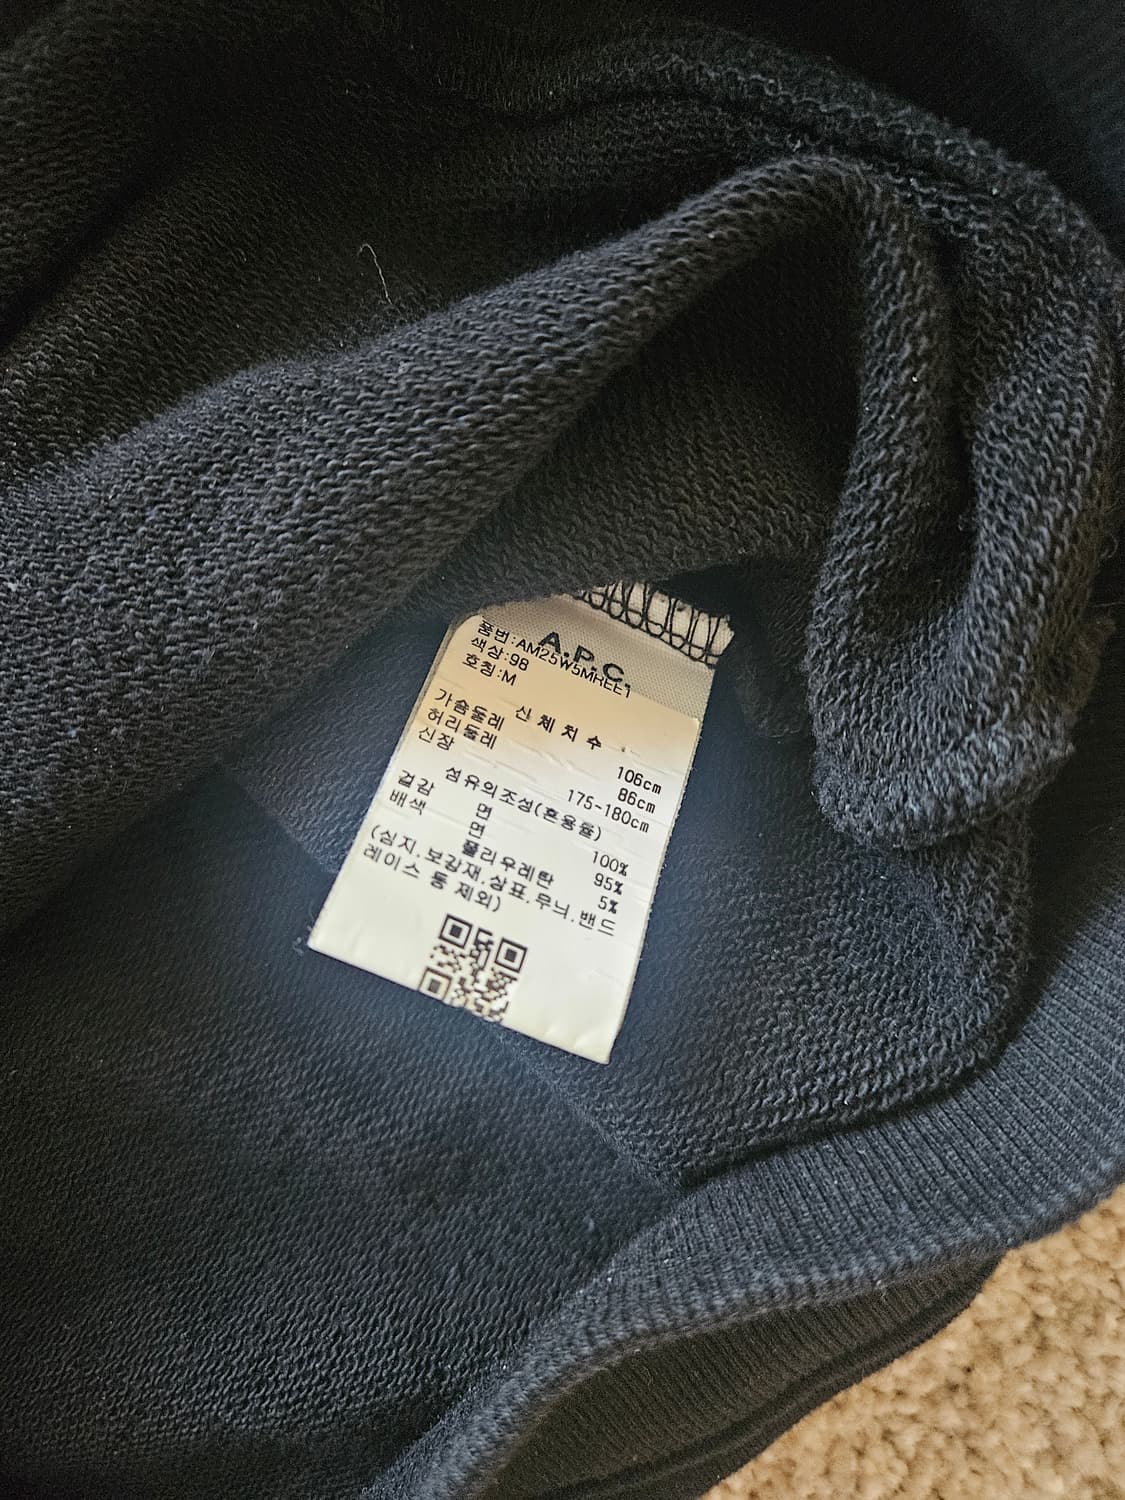 A.P.C.
품번:AM25W5MHEE1
색상:98
호칭:M
신 체 치 수
가슴둘레 106cm
허리둘레 86cm
신장 175-180cm
섬유의조성(혼용률)
겉감 면 100%
배색 면 95%
폴리우레탄 5%
(심지.보강재.상표.무늬.밴드
레이스 등 제외)